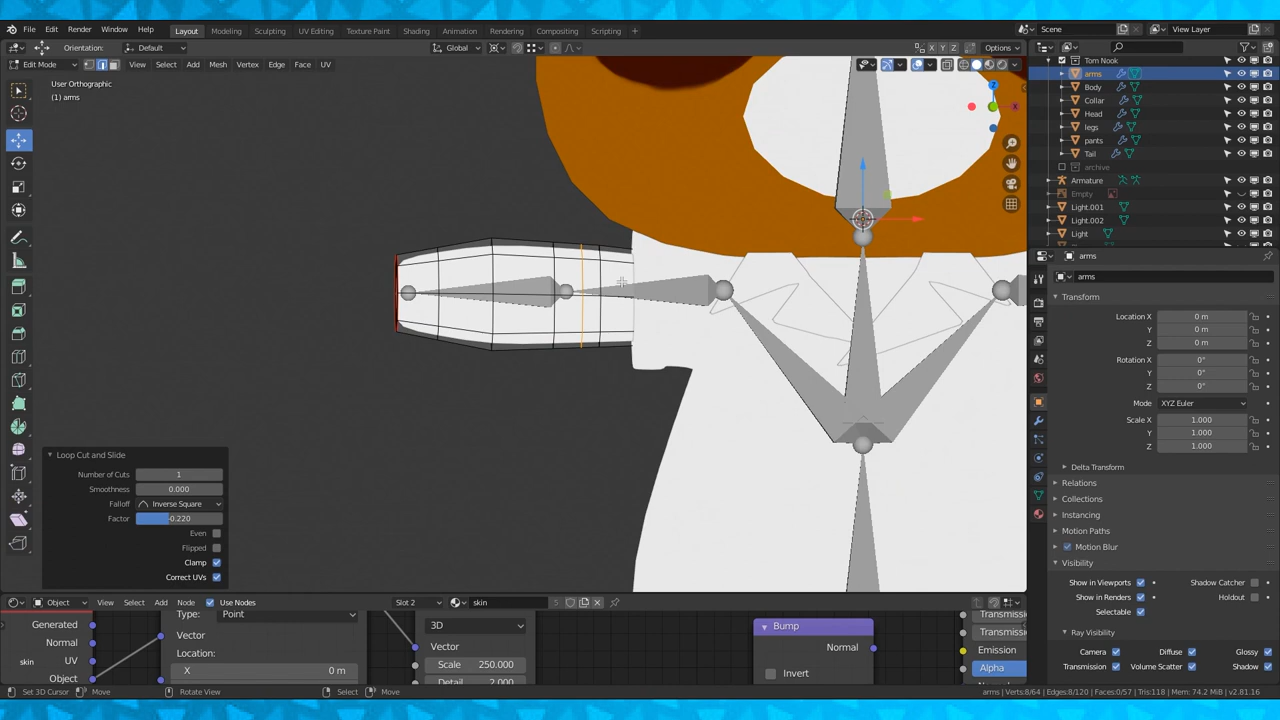 File Edit Render Window Help
Layout Modeling Sculpting UV Editing Texture Paint Shading Animation Rendering Compositing Scripting
Scene View Layer
Orientation: Default Global X Y Z Options
Edit Mode View Select Add Mesh Vertex Edge Face UV
User Orthographic
(1) arms
Tom Nook
arms
Body
Collar
Head
legs
pants
Tail
archive
Armature
Empty
Light.001
Light.002
Light
Z
X
arms
arms
Transform
Location X 0 m
Y 0 m
Z 0 m
Rotation X 0°
Y 0°
Z 0°
Mode XYZ Euler
Scale X 1.000
Y 1.000
Z 1.000
Delta Transform
Relations
Collections
Instancing
Motion Paths
Motion Blur
Visibility
Show in Viewports
Shadow Catcher
Show in Renders
Holdout
Selectable
Ray Visibility
Camera Diffuse Glossy
Transmission Volume Scatter Shadow
Loop Cut and Slide
Number of Cuts 1
Smoothness 0.000
Falloff Inverse Square
Factor -0.220
Even
Flipped
Clamp
Correct UVs
Object View Select Add Node Use Nodes Slot 2 skin 5
Generated
Normal
UV
Object
skin
Type: Point
Vector
Location:
X 0 m
3D
Vector
Scale 250.000
Detail 2.000
Bump
Normal
Invert
Transmission
Transmission
Emission
Alpha
Set 3D Cursor Move Rotate View Select Move
arms | Verts:8/64 | Edges:8/120 | Faces:0/57 | Tris:118 | Mem: 74.2 MiB | v2.81.16